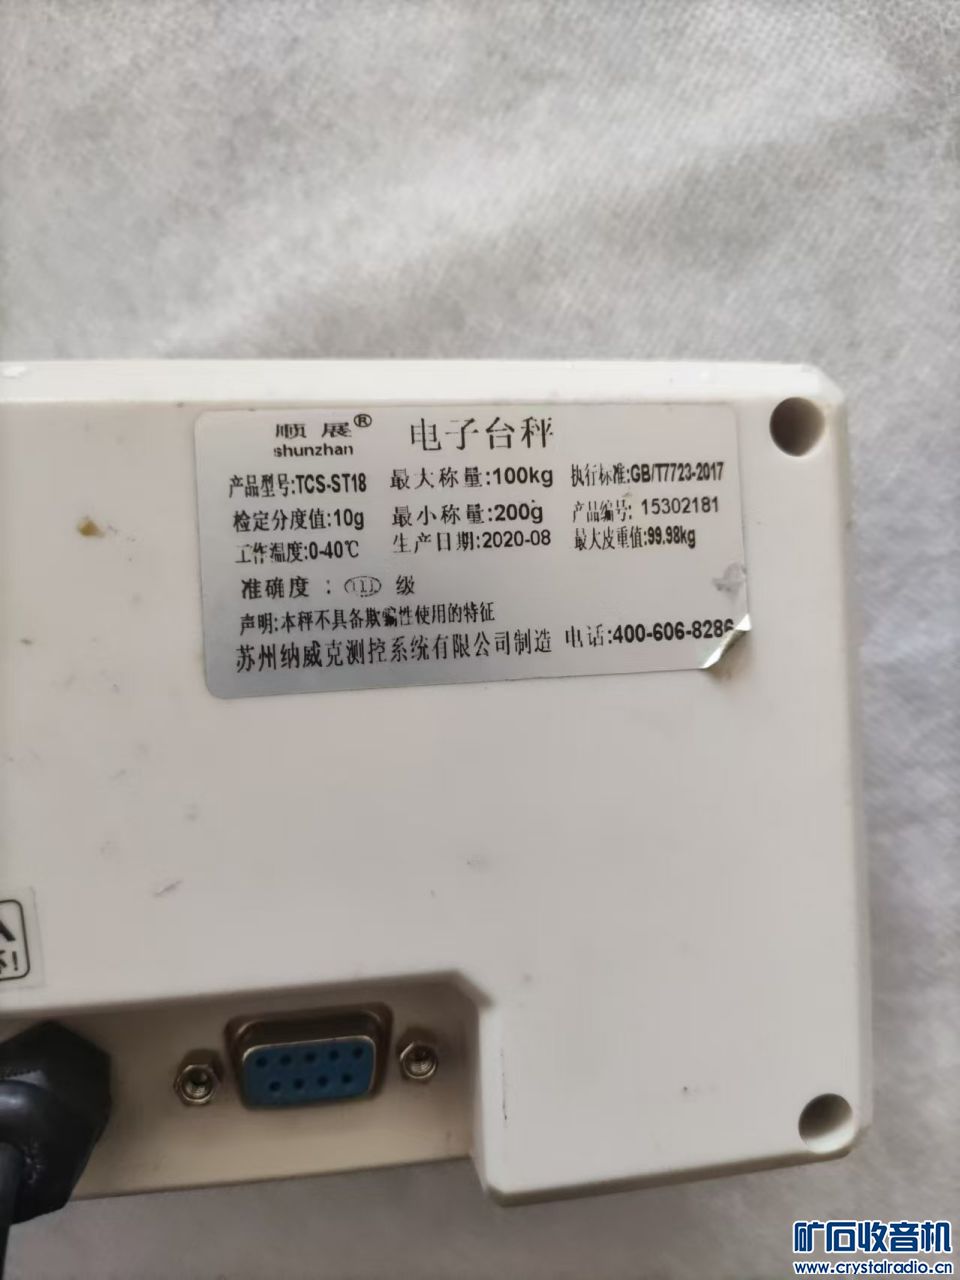 顺展®
shunzhan
电子台秤
产品型号:TCS-ST18 最大称量:100kg 执行标准:GB/T7723-2017
检定分度值:10g 最小称量:200g 产品编号: 15302181
工作温度:0-40℃ 生产日期:2020-08 最大皮重值:99.98kg
准确度 : III 级
声明:本秤不具备欺骗性使用的特征
苏州纳威克测控系统有限公司制造 电话:400-606-8286
矿石收音机
www.crystalradio.cn